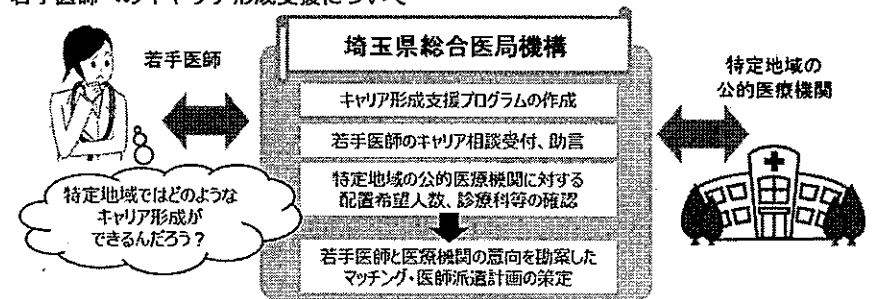 若手医師へのキャリア形成支援について
若手医師
埼玉県総合医局機構
特定地域の
公的医療機関
キャリア形成支援プログラムの作成
若手医師のキャリア相談受付、助言
特定地域の公的医療機関に対する
配置希望人数、診療科等の確認
若手医師と医療機関の意向を勘案した
マッチング・医師派遣計画の策定
特定地域ではどのような
キャリア形成が
できるんだろう？